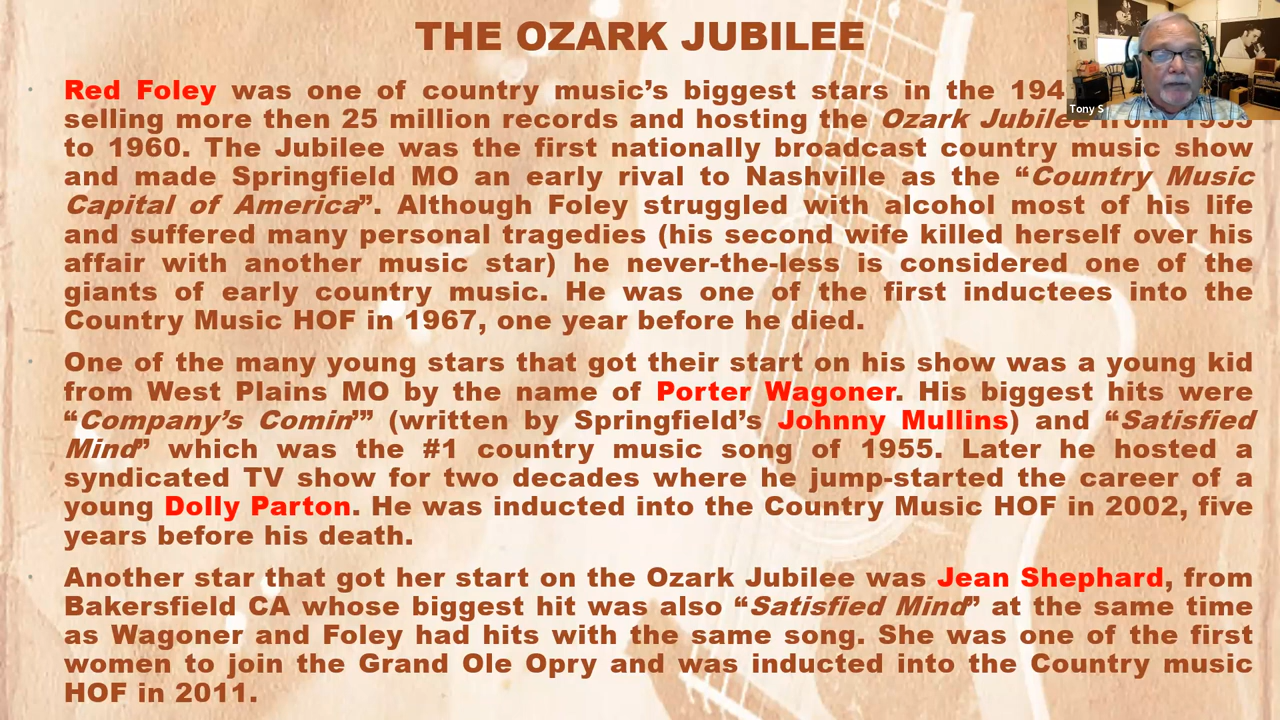 THE OZARK JUBILEE
Red Foley was one of country music’s biggest stars in the 194
selling more then 25 million records and hosting the Ozark Jubilee from 1955
to 1960. The Jubilee was the first nationally broadcast country music show
and made Springfield MO an early rival to Nashville as the “Country Music
Capital of America”. Although Foley struggled with alcohol most of his life
and suffered many personal tragedies (his second wife killed herself over his
affair with another music star) he never-the-less is considered one of the
giants of early country music. He was one of the first inductees into the
Country Music HOF in 1967, one year before he died.
One of the many young stars that got their start on his show was a young kid
from West Plains MO by the name of Porter Wagoner. His biggest hits were
“Company’s Comin’” (written by Springfield’s Johnny Mullins) and “Satisfied
Mind” which was the #1 country music song of 1955. Later he hosted a
syndicated TV show for two decades where he jump-started the career of a
young Dolly Parton. He was inducted into the Country Music HOF in 2002, five
years before his death.
Another star that got her start on the Ozark Jubilee was Jean Shephard, from
Bakersfield CA whose biggest hit was also “Satisfied Mind” at the same time
as Wagoner and Foley had hits with the same song. She was one of the first
women to join the Grand Ole Opry and was inducted into the Country music
HOF in 2011.
Tony S